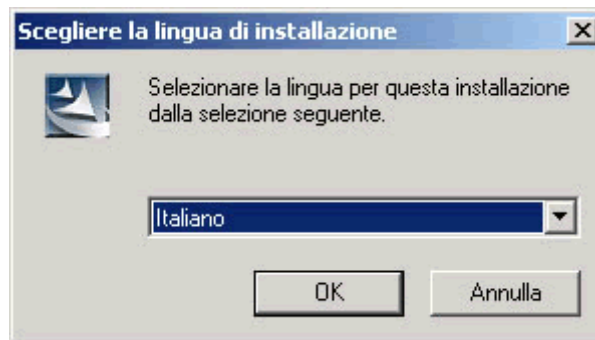 Scegliere la lingua di installazione
Selezionare la lingua per questa installazione
dalla selezione seguente.
Italiano
OK
Annulla